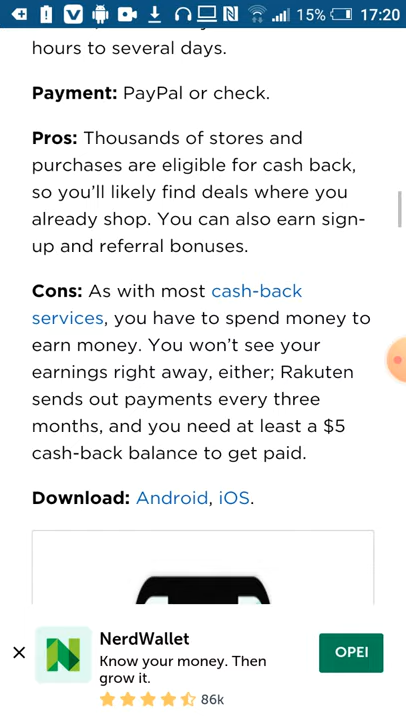 15% 17:20
hours to several days.
Payment: PayPal or check.
Pros: Thousands of stores and
purchases are eligible for cash back,
so you'll likely find deals where you
already shop. You can also earn sign-
up and referral bonuses.
Cons: As with most cash-back
services, you have to spend money to
earn money. You won't see your
earnings right away, either; Rakuten
sends out payments every three
months, and you need at least a $5
cash-back balance to get paid.
Download: Android, iOS.
NerdWallet
Know your money. Then
grow it.
86k
OPEI